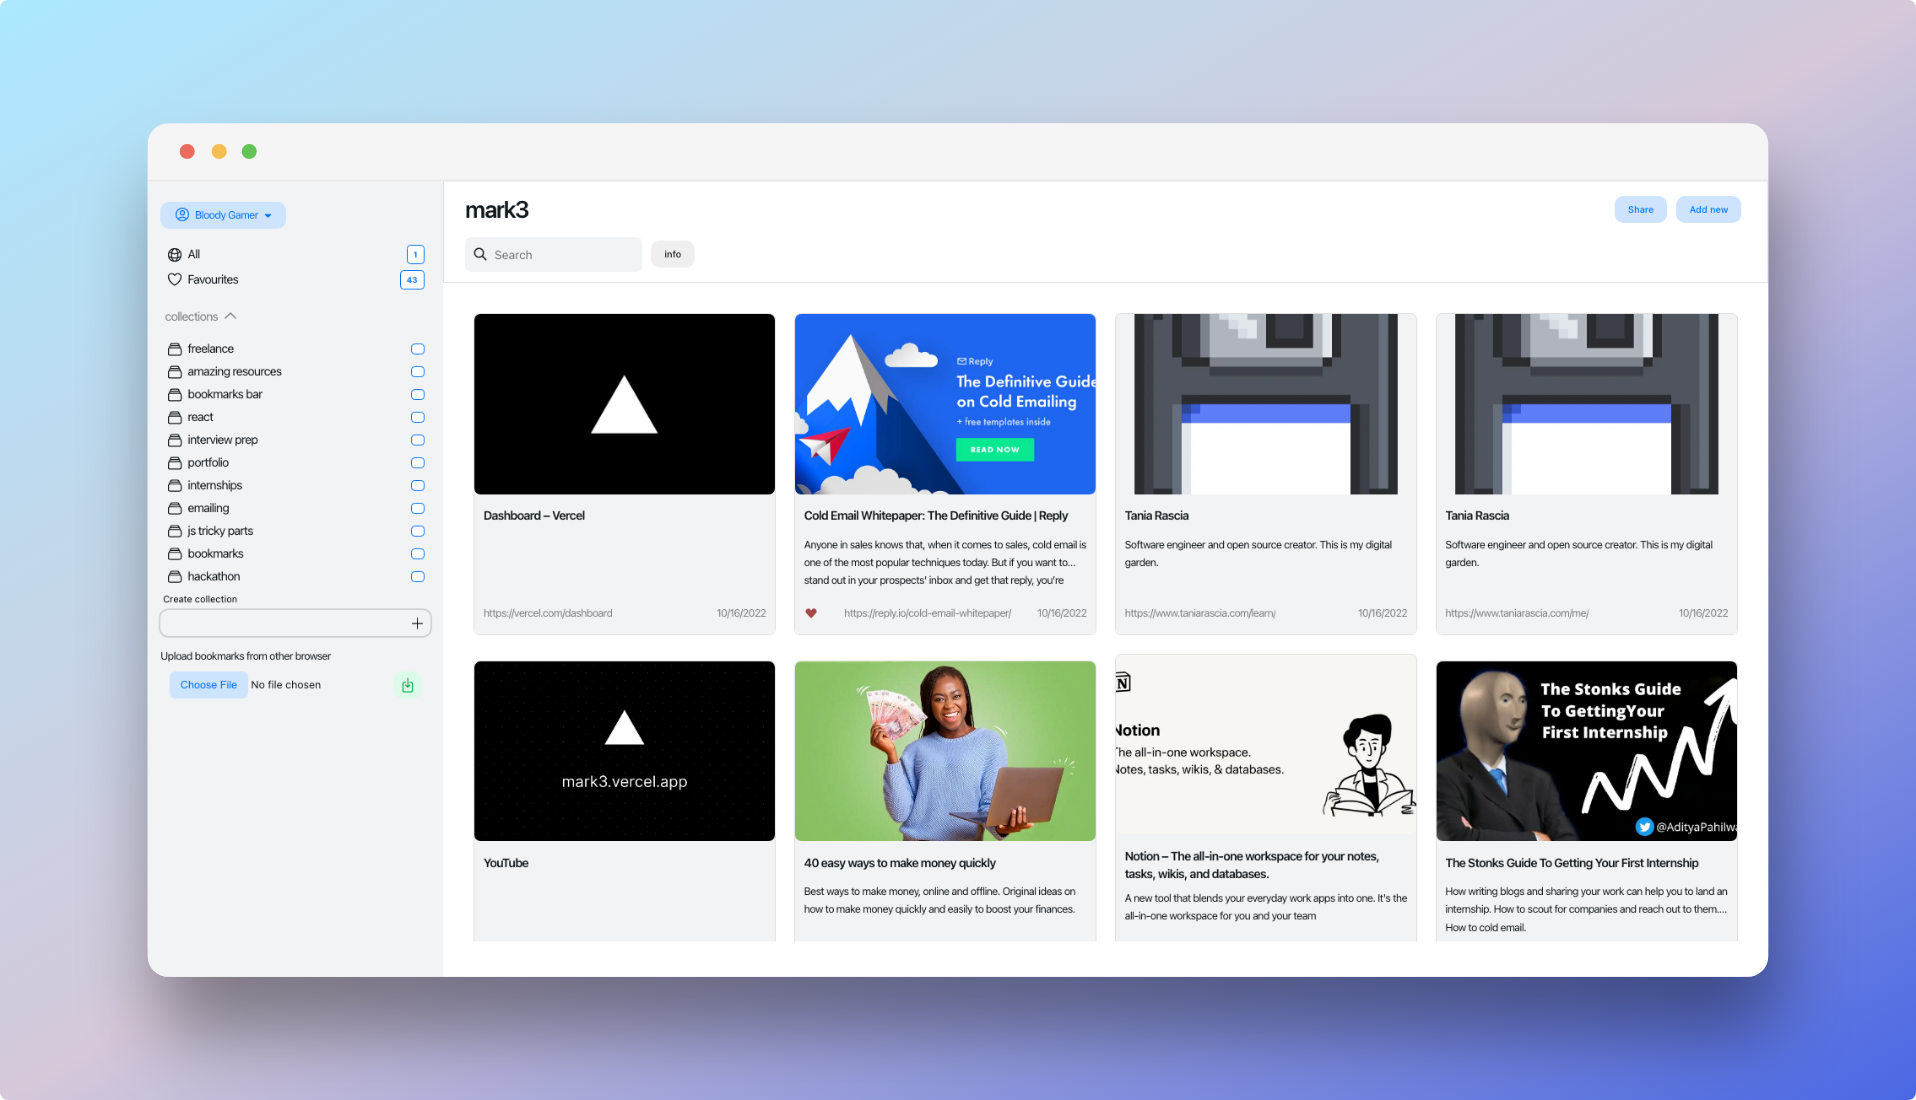 Bloody Gamer
All
1
Favourites
43
collections
freelance
amazing resources
bookmarks bar
react
interview prep
portfolio
internships
emailing
js tricky parts
bookmarks
hackathon
Create collection
+
Upload bookmarks from other browser
Choose File No file chosen
mark3
Share
Add new
Search
info
Dashboard – Vercel
https://vercel.com/dashboard
10/16/2022
Reply
The Definitive Guide
on Cold Emailing
+ free templates inside
READ NOW
Cold Email Whitepaper: The Definitive Guide | Reply
Anyone in sales knows that, when it comes to sales, cold email is
one of the most popular techniques today. But if you want to...
stand out in your prospects' inbox and get that reply, you're
https://reply.io/cold-email-whitepaper/
10/16/2022
Tania Rascia
Software engineer and open source creator. This is my digital
garden.
https://www.taniarascia.com/learn/
10/16/2022
Tania Rascia
Software engineer and open source creator. This is my digital
garden.
https://www.taniarascia.com/me/
10/16/2022
mark3.vercel.app
YouTube
40 easy ways to make money quickly
Best ways to make money, online and offline. Original ideas on
how to make money quickly and easily to boost your finances.
N
Notion
The all-in-one workspace.
Notes, tasks, wikis, & databases.
Notion – The all-in-one workspace for your notes,
tasks, wikis, and databases.
A new tool that blends your everyday work apps into one. It's the
all-in-one workspace for you and your team
The Stonks Guide
To GettingYour
First Internship
@AdityaPahilwa
The Stonks Guide To Getting Your First Internship
How writing blogs and sharing your work can help you to land an
internship. How to scout for companies and reach out to them....
How to cold email.